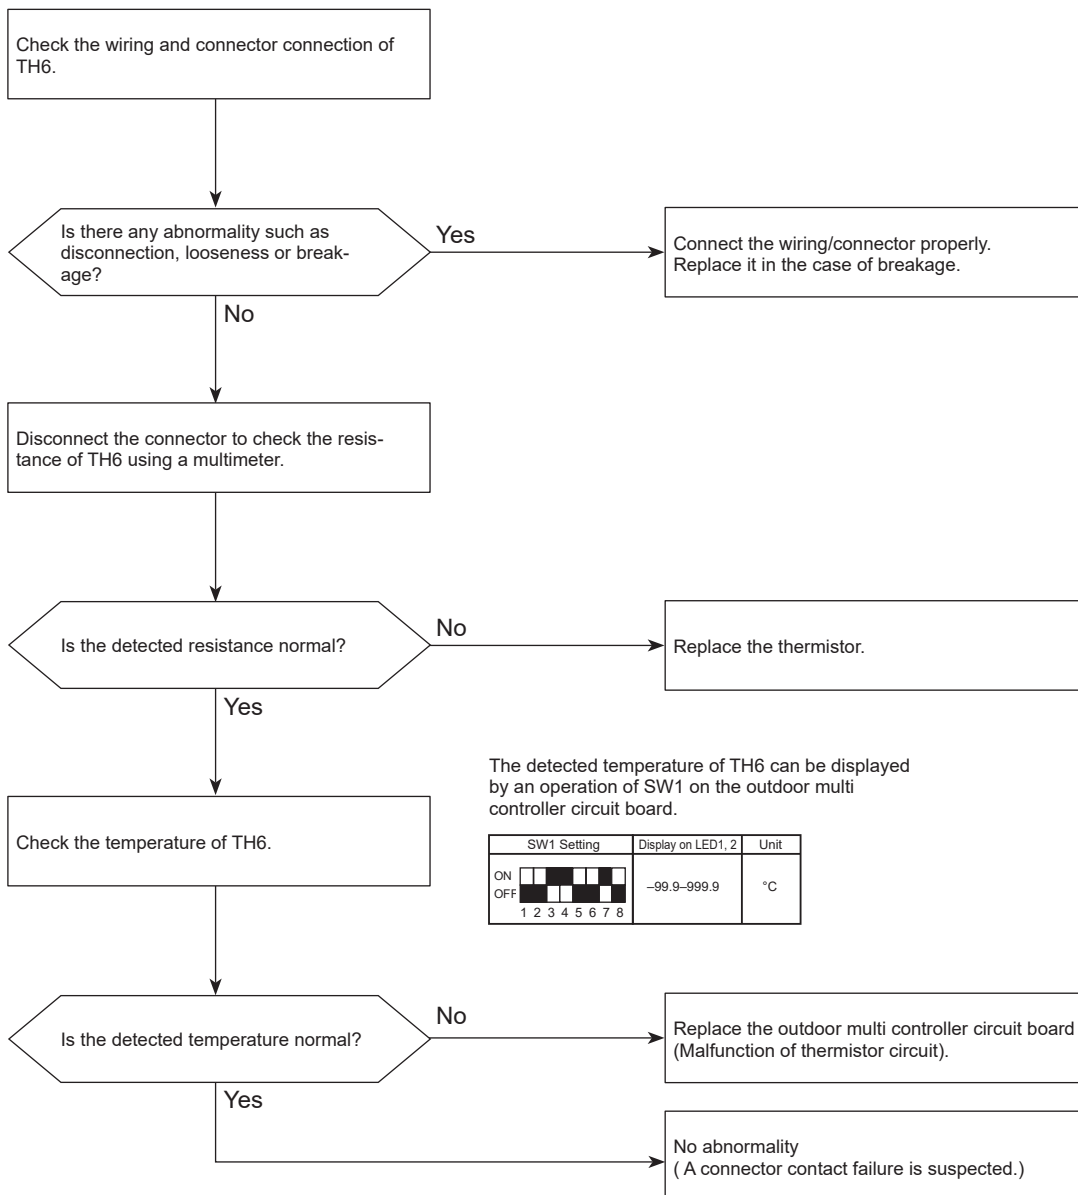 Check the wiring and connector connection of
TH6.
Is there any abnormality such as
disconnection, looseness or break-
age?
Yes
Connect the wiring/connector properly.
Replace it in the case of breakage.
No
Disconnect the connector to check the resis-
tance of TH6 using a multimeter.
Is the detected resistance normal?
No
Replace the thermistor.
Yes
The detected temperature of TH6 can be displayed
by an operation of SW1 on the outdoor multi
controller circuit board.
Check the temperature of TH6.
SW1 Setting Display on LED1, 2 Unit
ON
OFF
–99.9–999.9 °C
1 2 3 4 5 6 7 8
Is the detected temperature normal?
No
Replace the outdoor multi controller circuit board
(Malfunction of thermistor circuit).
Yes
No abnormality
( A connector contact failure is suspected.)